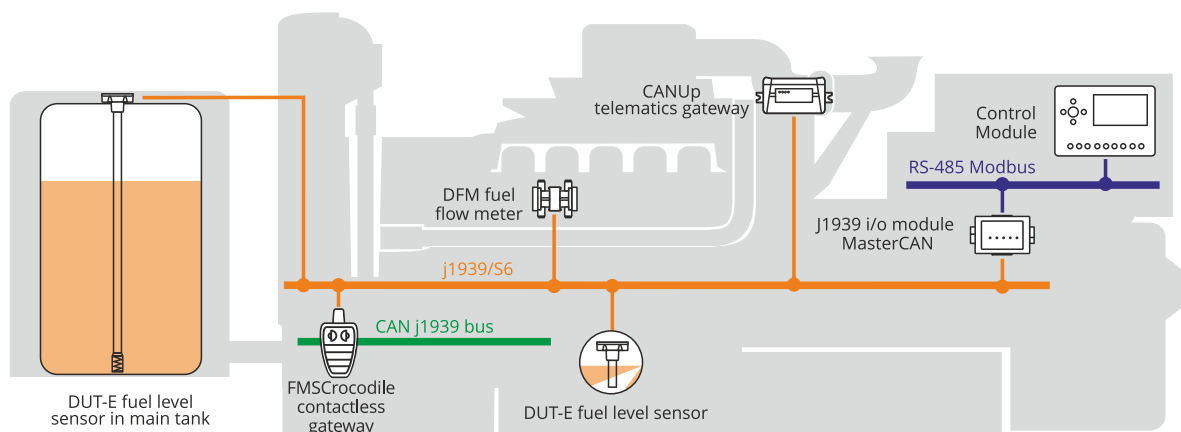 CANUp
telematics gateway
Control
Module
RS-485 Modbus
DFM fuel
flow meter
J1939 i/o module
MasterCAN
j1939/S6
CAN j1939 bus
FMSCrocodile
contactless
gateway
DUT-E fuel level
sensor in main tank
DUT-E fuel level sensor